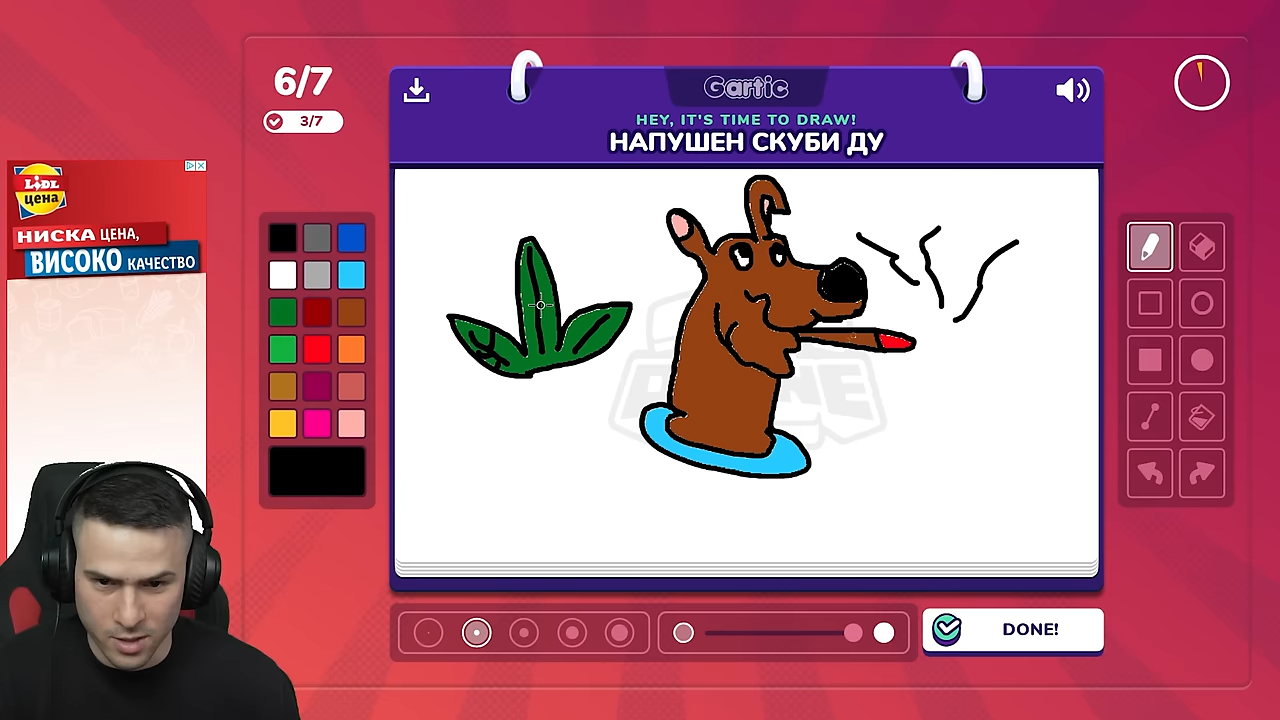 6/7
3/7
Gartic
HEY, IT'S TIME TO DRAW!
НАПУШЕН СКУБИ ДУ
LiDL
цена
НИСКА ЦЕНА,
ВИСОКО КАЧЕСТВО
DONE!